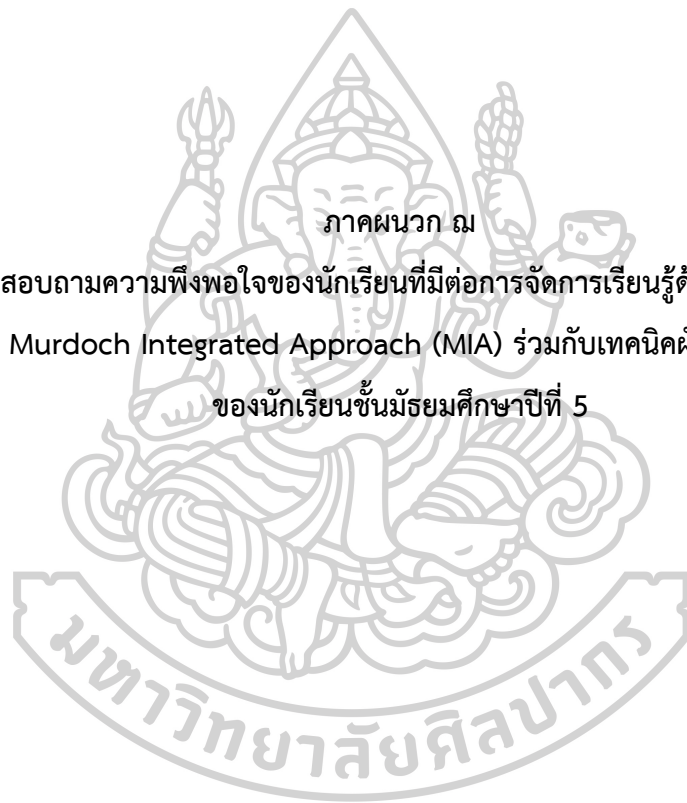 ภาคผนวก ฌ
สอบถามความพึงพอใจของนักเรียนที่มีต่อการจัดการเรียนรู้ด้
Murdoch Integrated Approach (MIA) ร่วมกับเทคนิคผั
ของนักเรียนชั้นมัธยมศึกษาปีที่ 5
มหาวิทยาลัยศิลปากร